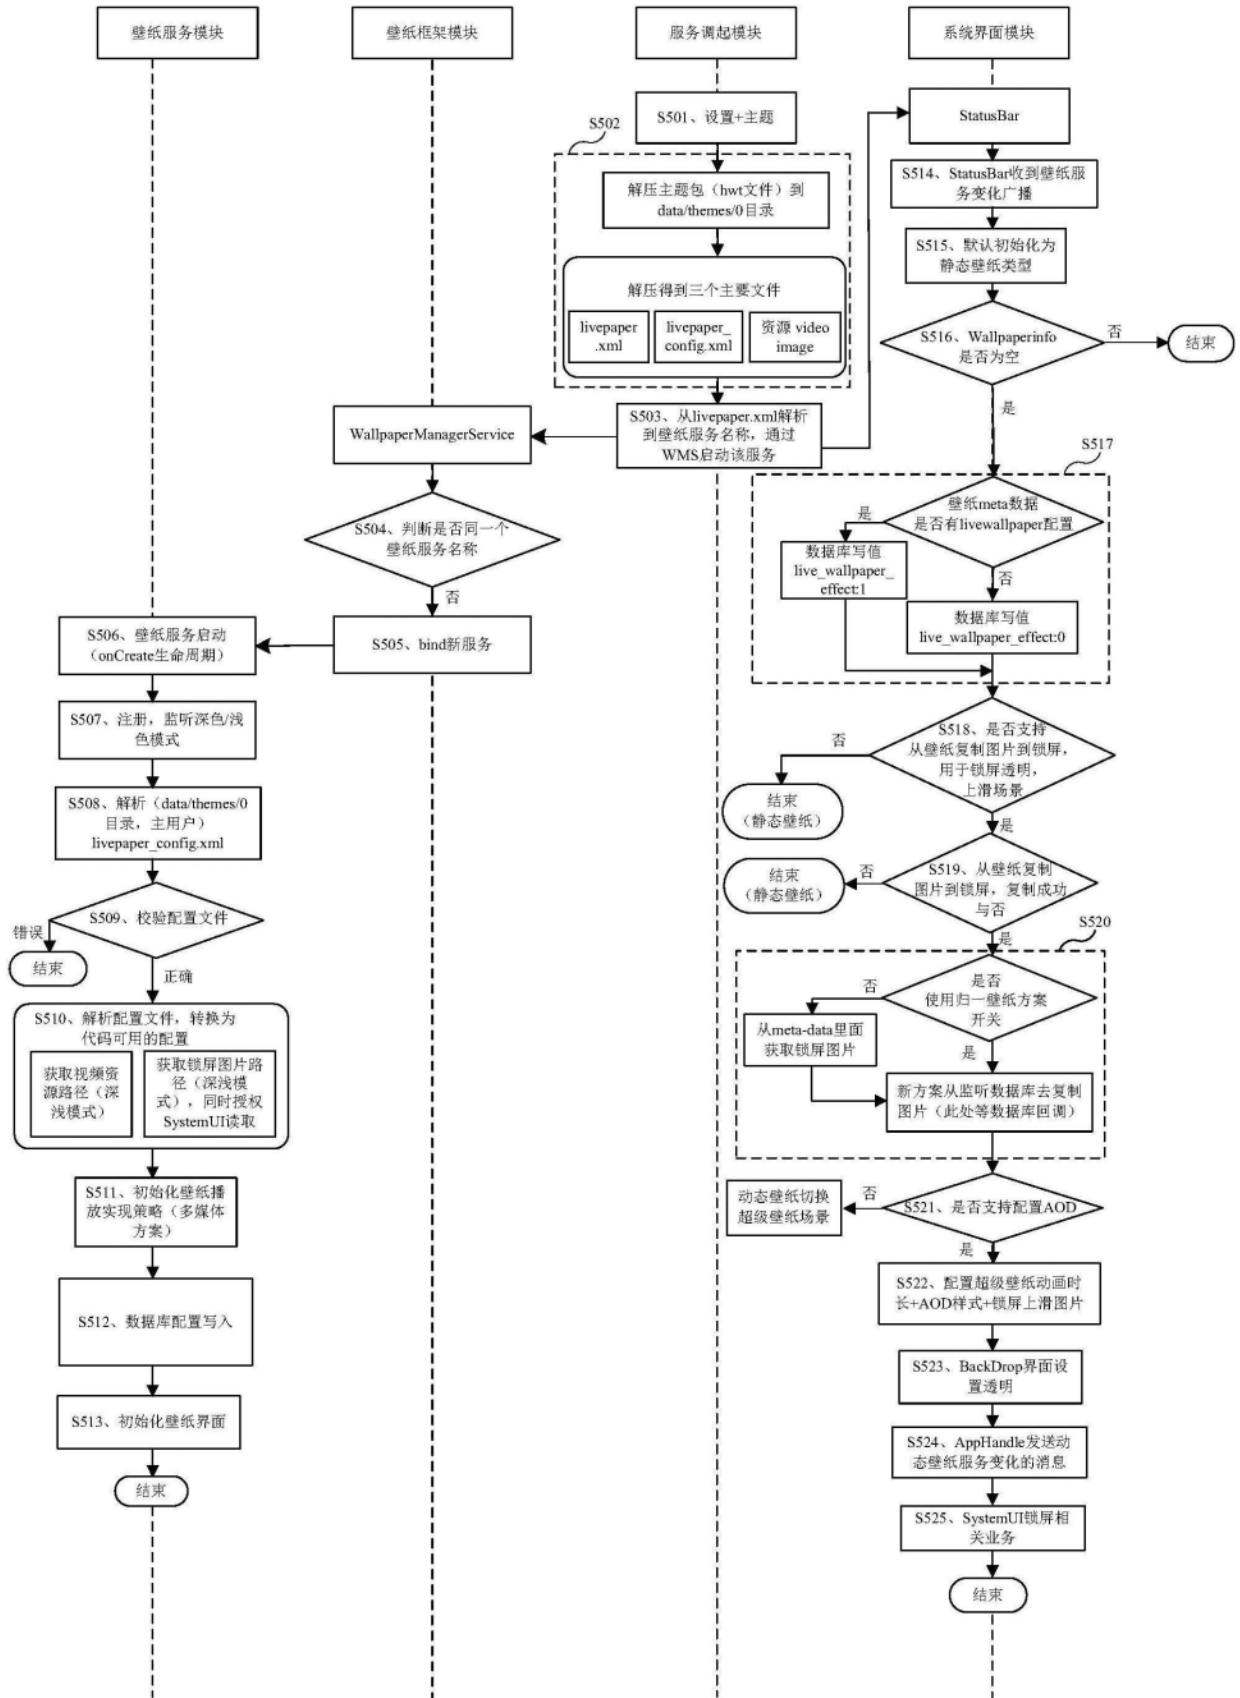 壁纸服务模块
壁纸框架模块
服务调起模块
系统界面模块
S501、设置+主题
S502
解压主题包（hwt文件）到
data/themes/0目录
解压得到三个主要文件
livepaper
.xml
livepaper_
config.xml
资源 video
image
S503、从livepaper.xml解析
到壁纸服务名称，通过
WMS启动该服务
WallpaperManagerService
S504、判断是否同一个
壁纸服务名称
否
S505、bind新服务
S506、壁纸服务启动
（onCreate生命周期）
S507、注册，监听深色/浅
色模式
S508、解析（data/themes/0
目录，主用户）
livepaper_config.xml
S509、校验配置文件
错误
结束
正确
S510、解析配置文件，转换为
代码可用的配置
获取视频资
源路径（深
浅模式）
获取锁屏图片路
径（深浅模
式），同时授权
SystemUI读取
S511、初始化壁纸播
放实现策略（多媒体
方案）
S512、数据库配置写入
S513、初始化壁纸界面
结束
StatusBar
S514、StatusBar收到壁纸服
务变化广播
S515、默认初始化为
静态壁纸类型
S516、Wallpaperinfo
是否为空
否
结束
是
S517
壁纸meta数据
是否有livewallpaper配置
是
数据库写值
live_wallpaper_
effect:1
否
数据库写值
live_wallpaper_effect:0
S518、是否支持
从壁纸复制图片到锁屏，
用于锁屏透明，
上滑场景
否
结束
（静态壁纸）
是
S519、从壁纸复制
图片到锁屏，复制成功
与否
否
结束
（静态壁纸）
是
S520
是否
使用归一壁纸方案
开关
否
从meta-data里面
获取锁屏图片
是
新方案从监听数据库去复制
图片（此处等数据库回调）
S521、是否支持配置AOD
否
动态壁纸切换
超级壁纸场景
是
S522、配置超级壁纸动画时
长+AOD样式+锁屏上滑图片
S523、BackDrop界面设
置透明
S524、AppHandle发送动
态壁纸服务变化的消息
S525、SystemUI锁屏相
关业务
结束